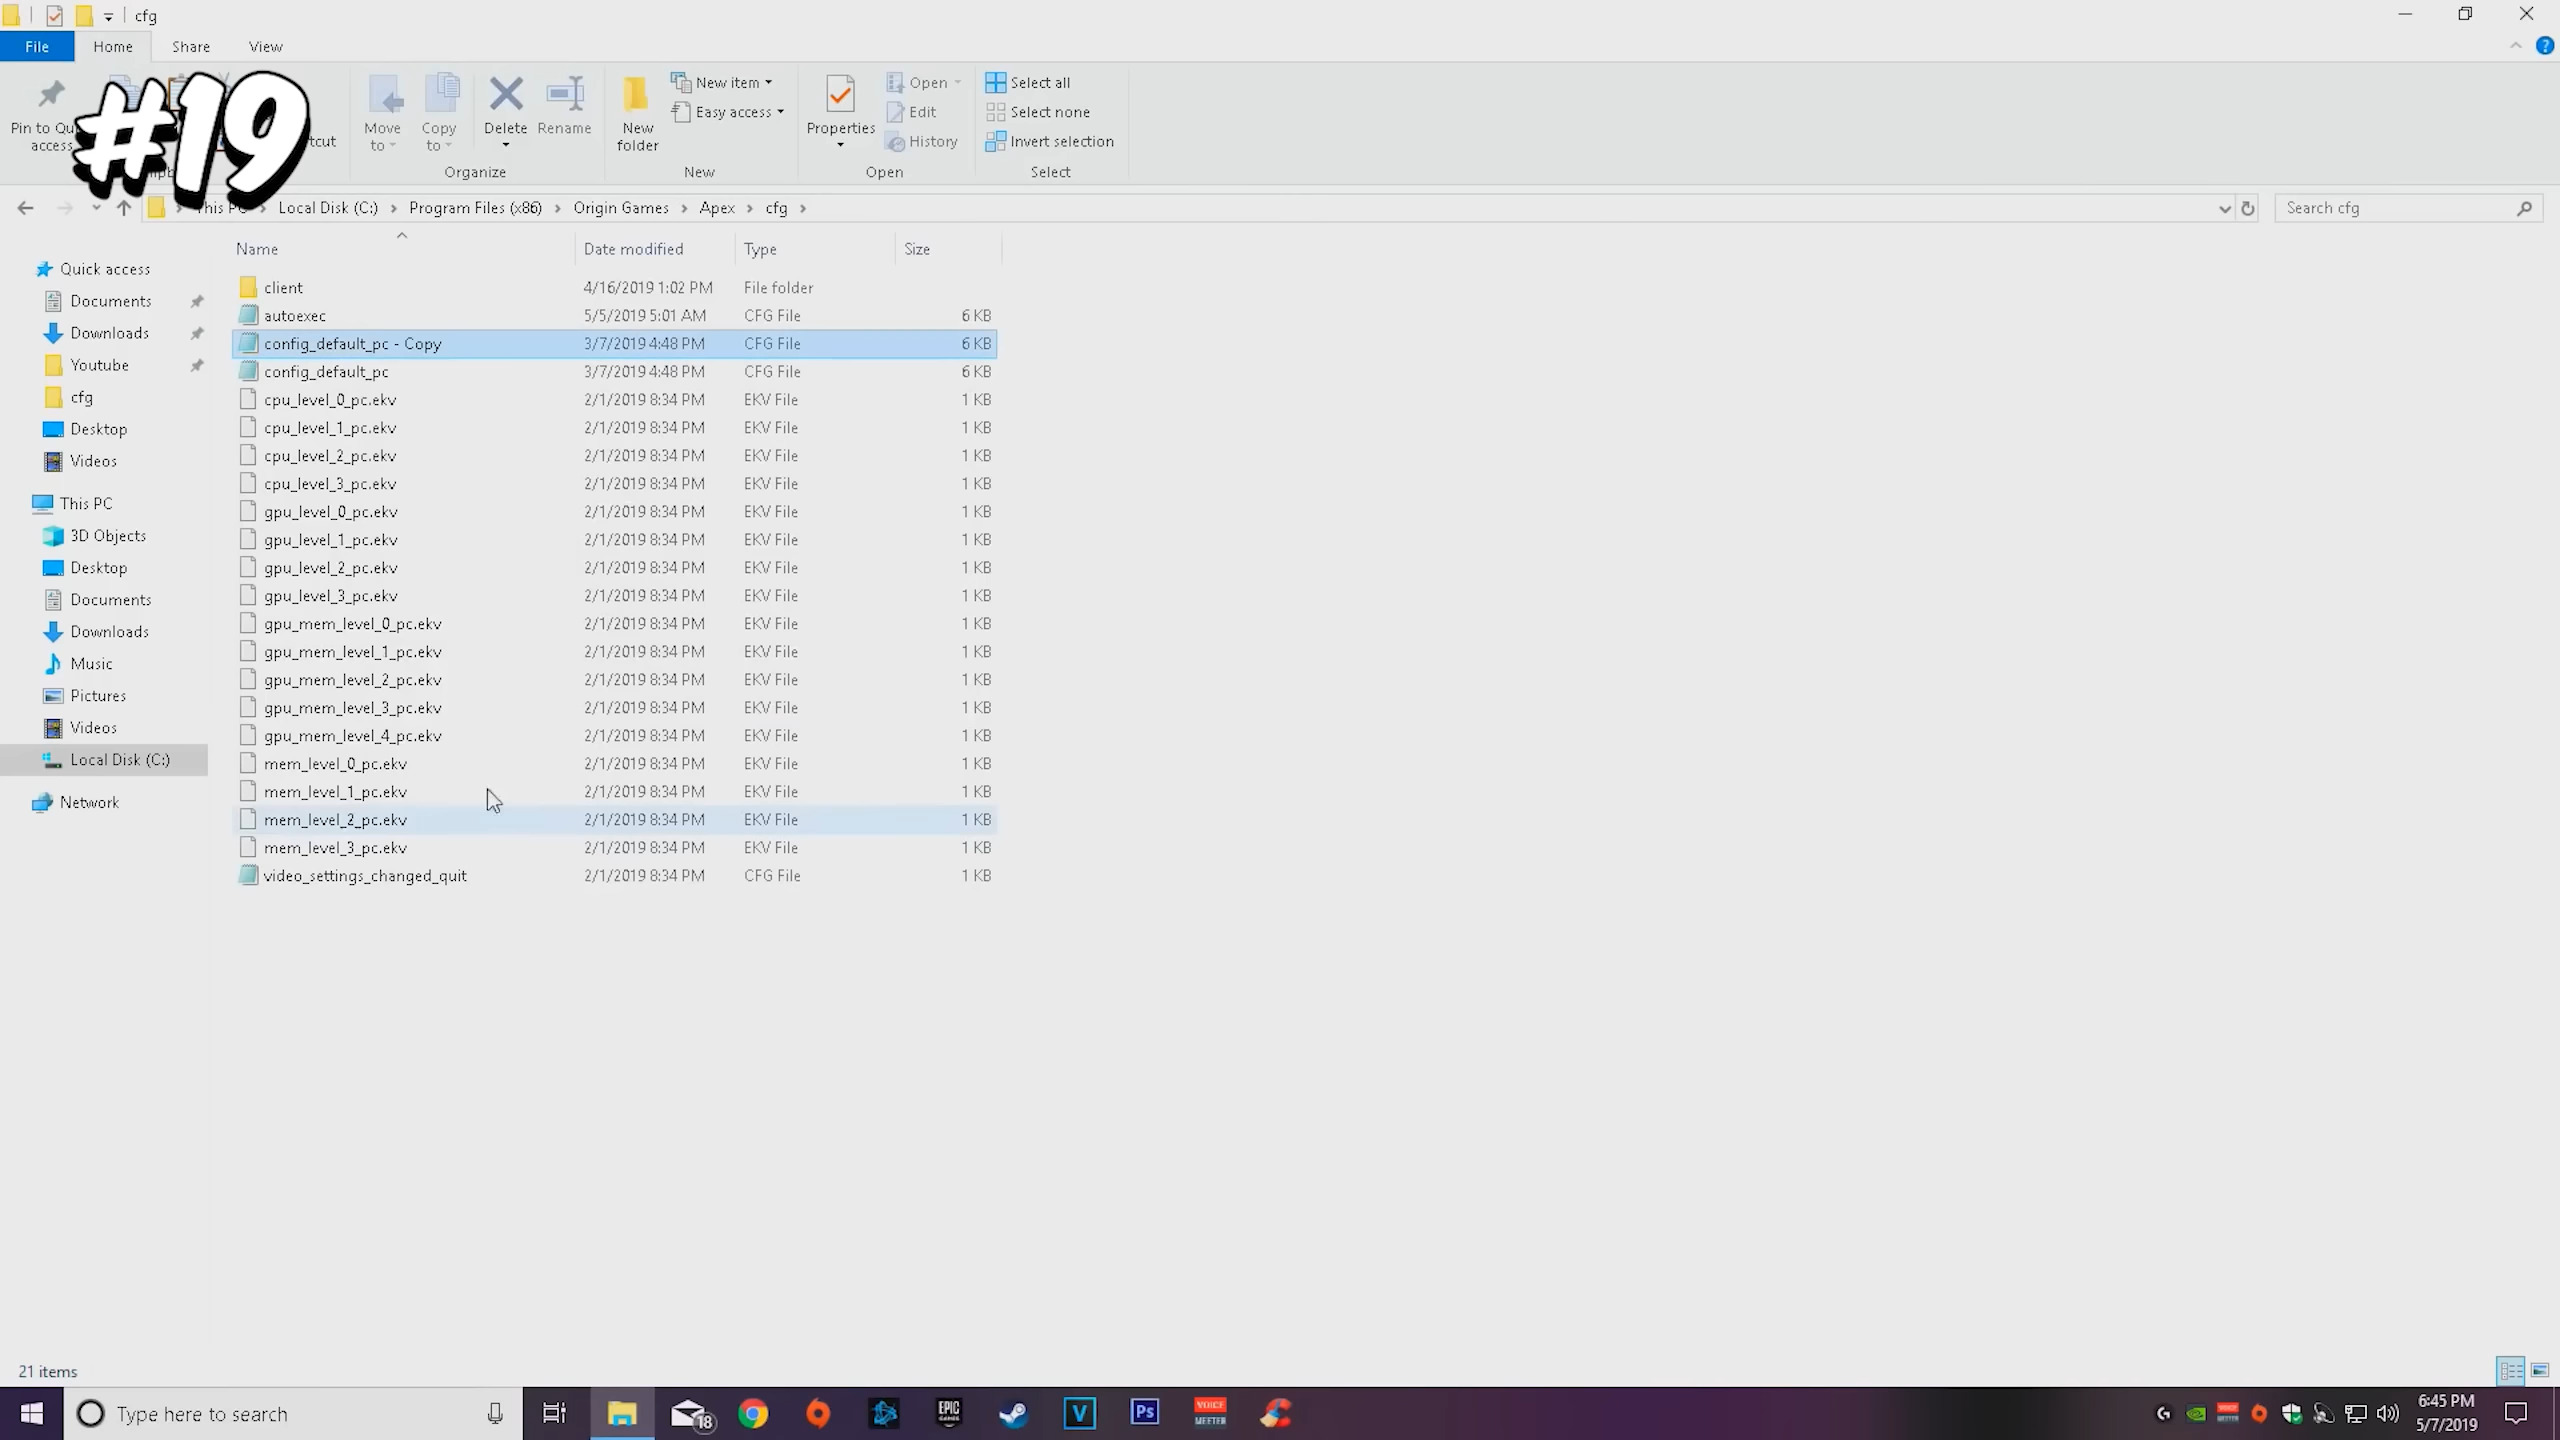 cfg
File Home Share View
#19
Pin to Qu
access
tcut
Move
to
Copy
to
Delete
Rename
Organize
New
folder
New item
Easy access
New
Properties
Open
Edit
History
Open
Select all
Select none
Invert selection
Select
This PC Local Disk (C:) Program Files (x86) Origin Games Apex cfg
Search cfg
Quick access
Documents
Downloads
Youtube
cfg
Desktop
Videos
This PC
3D Objects
Desktop
Documents
Downloads
Music
Pictures
Videos
Local Disk (C:)
Network
Name Date modified Type Size
client 4/16/2019 1:02 PM File folder
autoexec 5/5/2019 5:01 AM CFG File 6 KB
config_default_pc - Copy 3/7/2019 4:48 PM CFG File 6 KB
config_default_pc 3/7/2019 4:48 PM CFG File 6 KB
cpu_level_0_pc.ekv 2/1/2019 8:34 PM EKV File 1 KB
cpu_level_1_pc.ekv 2/1/2019 8:34 PM EKV File 1 KB
cpu_level_2_pc.ekv 2/1/2019 8:34 PM EKV File 1 KB
cpu_level_3_pc.ekv 2/1/2019 8:34 PM EKV File 1 KB
gpu_level_0_pc.ekv 2/1/2019 8:34 PM EKV File 1 KB
gpu_level_1_pc.ekv 2/1/2019 8:34 PM EKV File 1 KB
gpu_level_2_pc.ekv 2/1/2019 8:34 PM EKV File 1 KB
gpu_level_3_pc.ekv 2/1/2019 8:34 PM EKV File 1 KB
gpu_mem_level_0_pc.ekv 2/1/2019 8:34 PM EKV File 1 KB
gpu_mem_level_1_pc.ekv 2/1/2019 8:34 PM EKV File 1 KB
gpu_mem_level_2_pc.ekv 2/1/2019 8:34 PM EKV File 1 KB
gpu_mem_level_3_pc.ekv 2/1/2019 8:34 PM EKV File 1 KB
gpu_mem_level_4_pc.ekv 2/1/2019 8:34 PM EKV File 1 KB
mem_level_0_pc.ekv 2/1/2019 8:34 PM EKV File 1 KB
mem_level_1_pc.ekv 2/1/2019 8:34 PM EKV File 1 KB
mem_level_2_pc.ekv 2/1/2019 8:34 PM EKV File 1 KB
mem_level_3_pc.ekv 2/1/2019 8:34 PM EKV File 1 KB
video_settings_changed_quit 2/1/2019 8:34 PM CFG File 1 KB
21 items
Type here to search
18
EPIC
GAMES
V
Ps
VOICE
MEETER
6:45 PM
5/7/2019